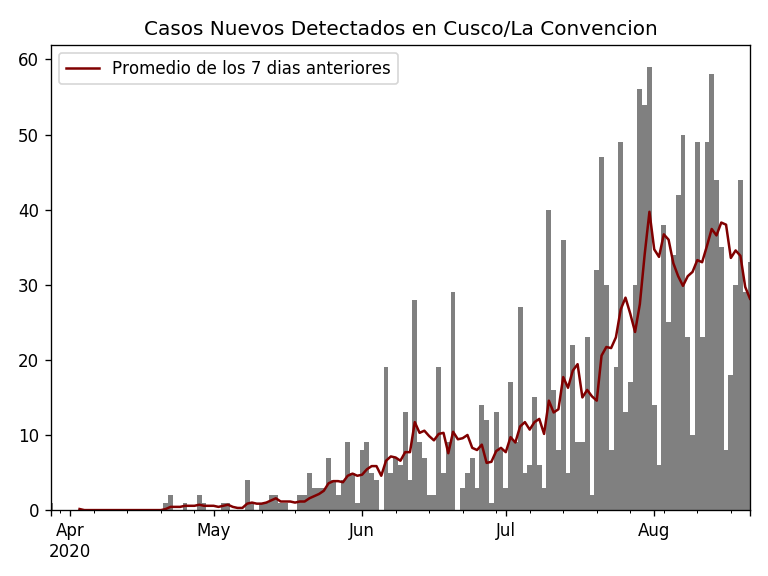 Casos Nuevos Detectados en Cusco/La Convencion
Promedio de los 7 dias anteriores
60
50
40
30
20
10
0
Apr May Jun Jul Aug
2020